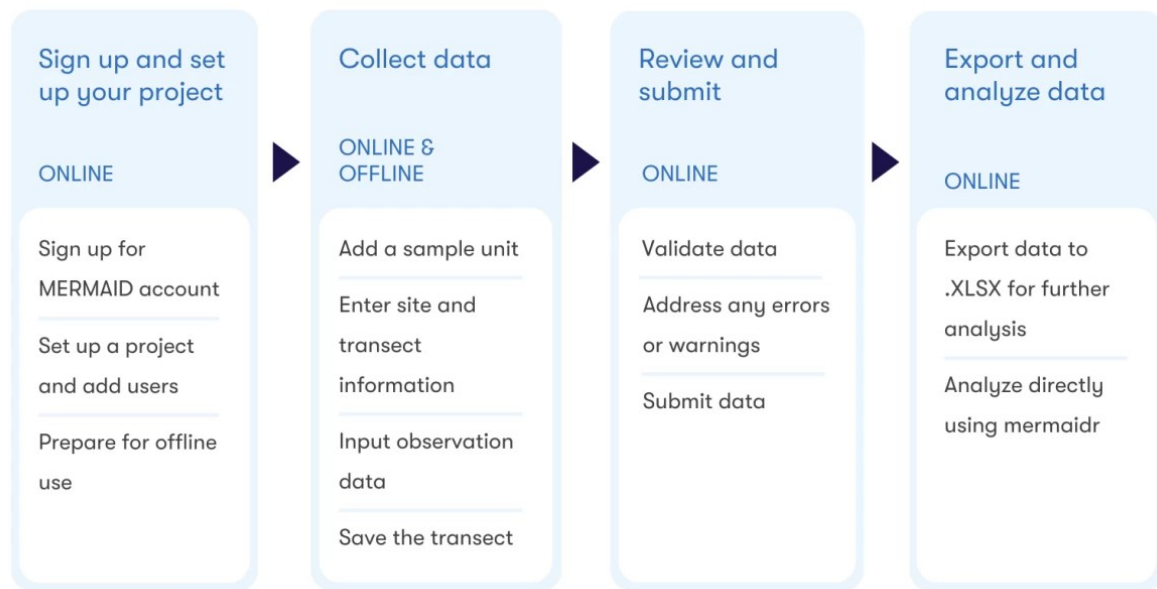 Sign up and set
up your project
ONLINE
Sign up for
MERMAID account
Set up a project
and add users
Prepare for offline
use
Collect data
ONLINE &
OFFLINE
Add a sample unit
Enter site and
transect
information
Input observation
data
Save the transect
Review and
submit
ONLINE
Validate data
Address any errors
or warnings
Submit data
Export and
analyze data
ONLINE
Export data to
.XLSX for further
analysis
Analyze directly
using mermaidr